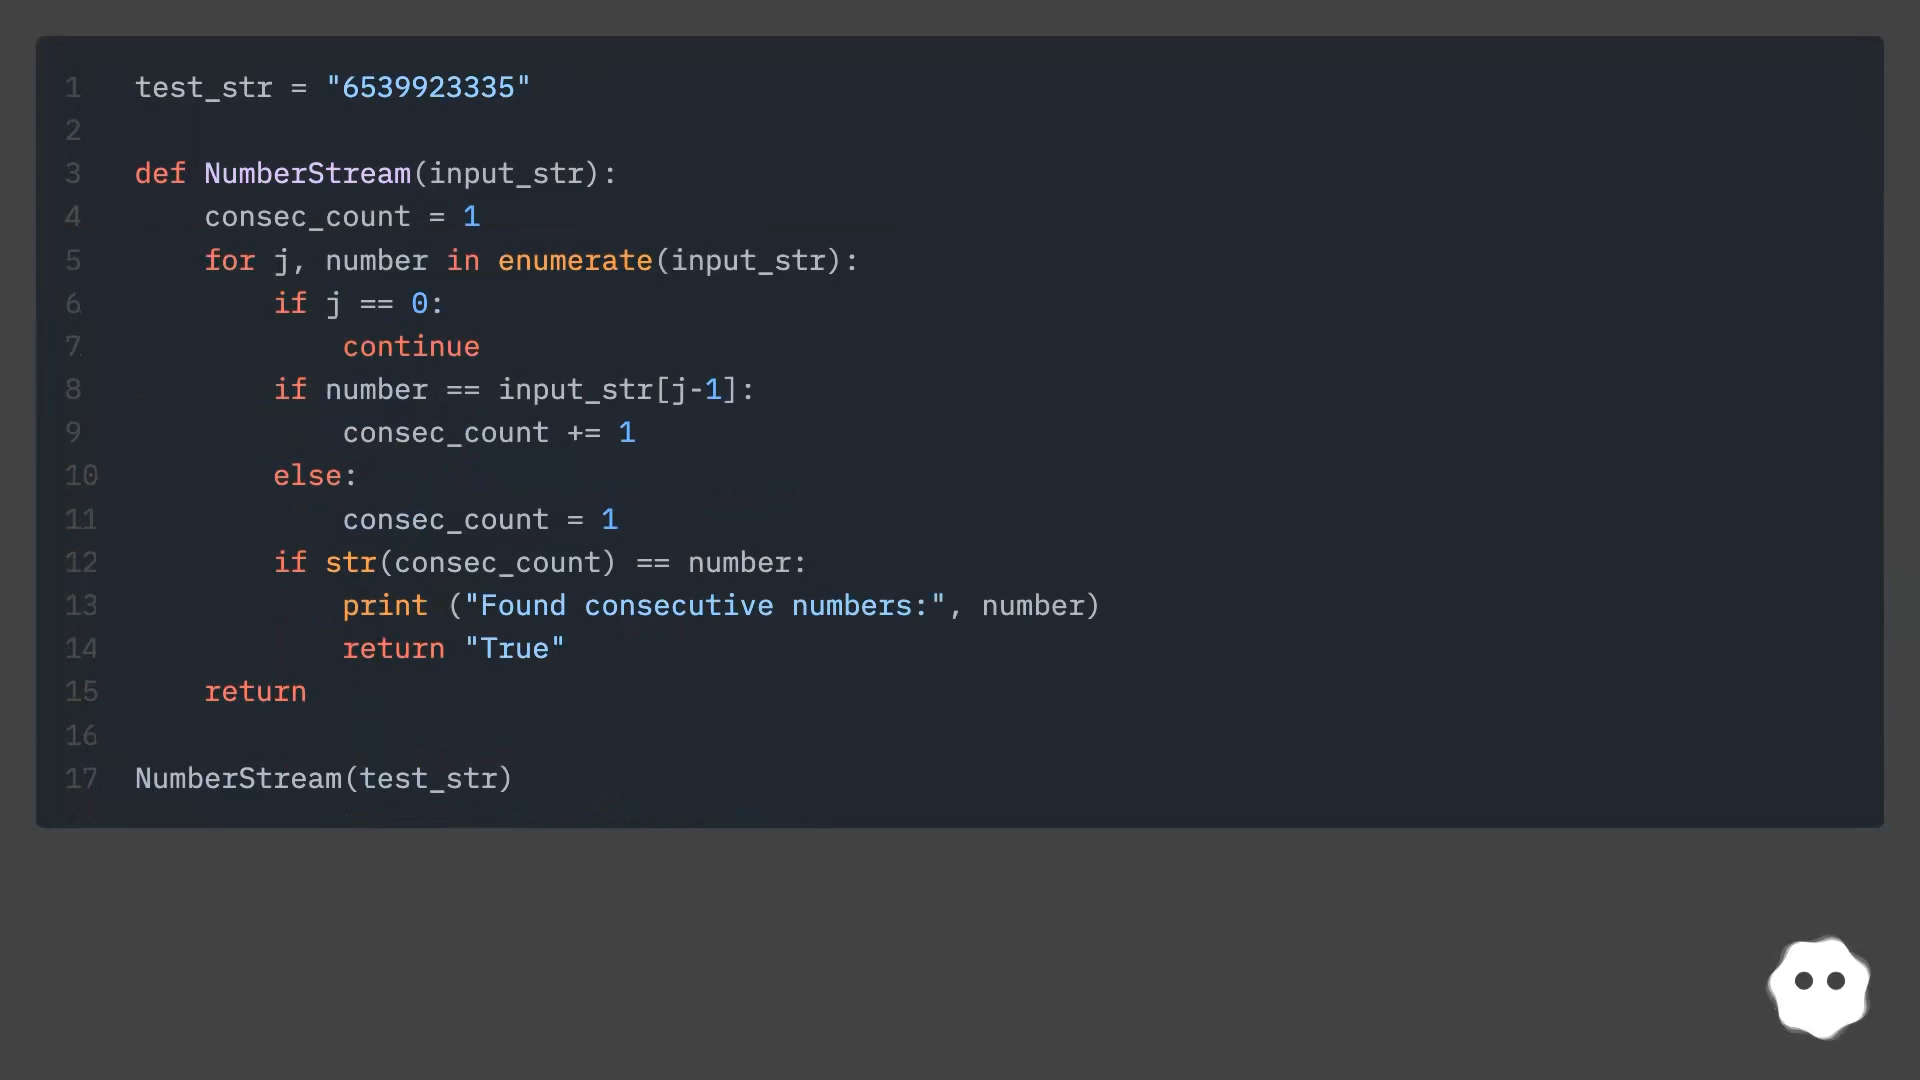 1 test_str = "6539923335"
2
3 def NumberStream(input_str):
4 consec_count = 1
5 for j, number in enumerate(input_str):
6 if j == 0:
7 continue
8 if number == input_str[j-1]:
9 consec_count += 1
10 else:
11 consec_count = 1
12 if str(consec_count) == number:
13 print ("Found consecutive numbers:", number)
14 return "True"
15 return
16
17 NumberStream(test_str)